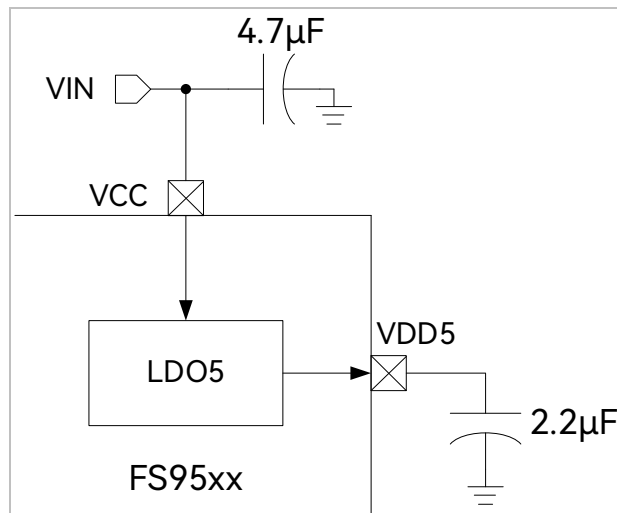 4.7µF
VIN
VCC
VDD5
LDO5
2.2µF
FS95xx